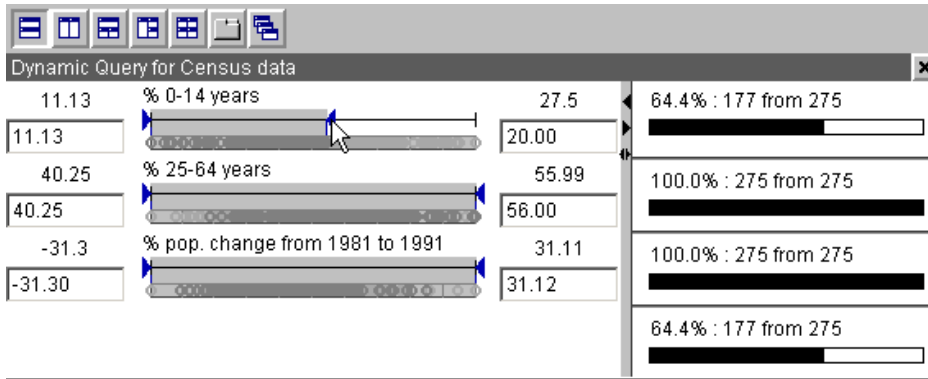 Dynamic Query for Census data
11.13 % 0-14 years 27.5 64.4% : 177 from 275
11.13 20.00
40.25 % 25-64 years 55.99 100.0% : 275 from 275
40.25 56.00
-31.3 % pop. change from 1981 to 1991 31.11 100.0% : 275 from 275
-31.30 31.12
64.4% : 177 from 275